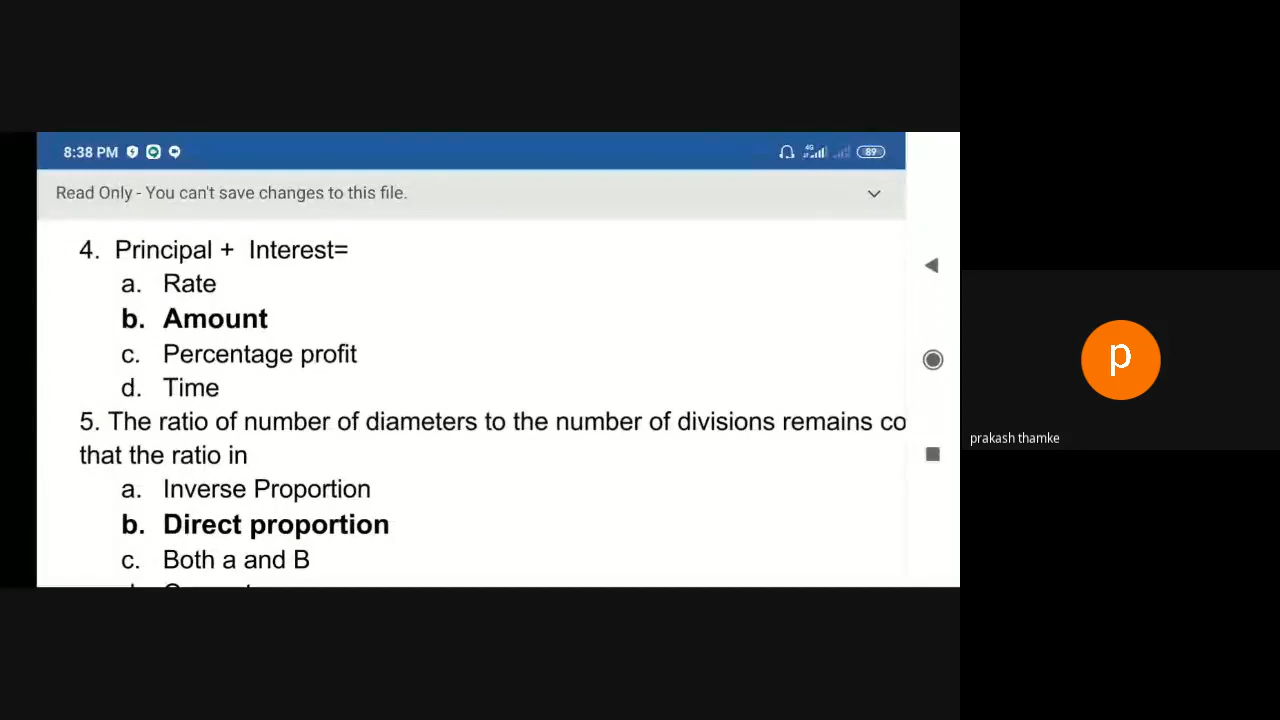 8:38 PM
4G
89
Read Only - You can't save changes to this file.
4. Principal + Interest=
a. Rate
b. Amount
c. Percentage profit
d. Time
5. The ratio of number of diameters to the number of divisions remains co
that the ratio in
a. Inverse Proportion
b. Direct proportion
c. Both a and B
p
prakash thamke